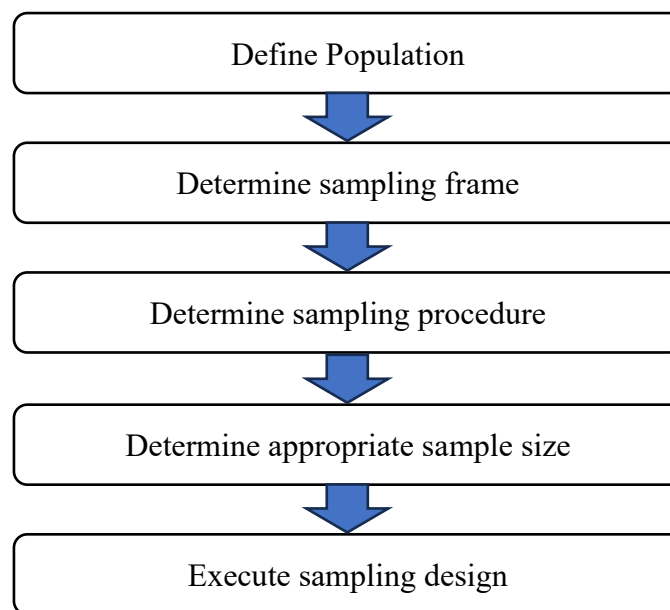 Define Population
Determine sampling frame
Determine sampling procedure
Determine appropriate sample size
Execute sampling design